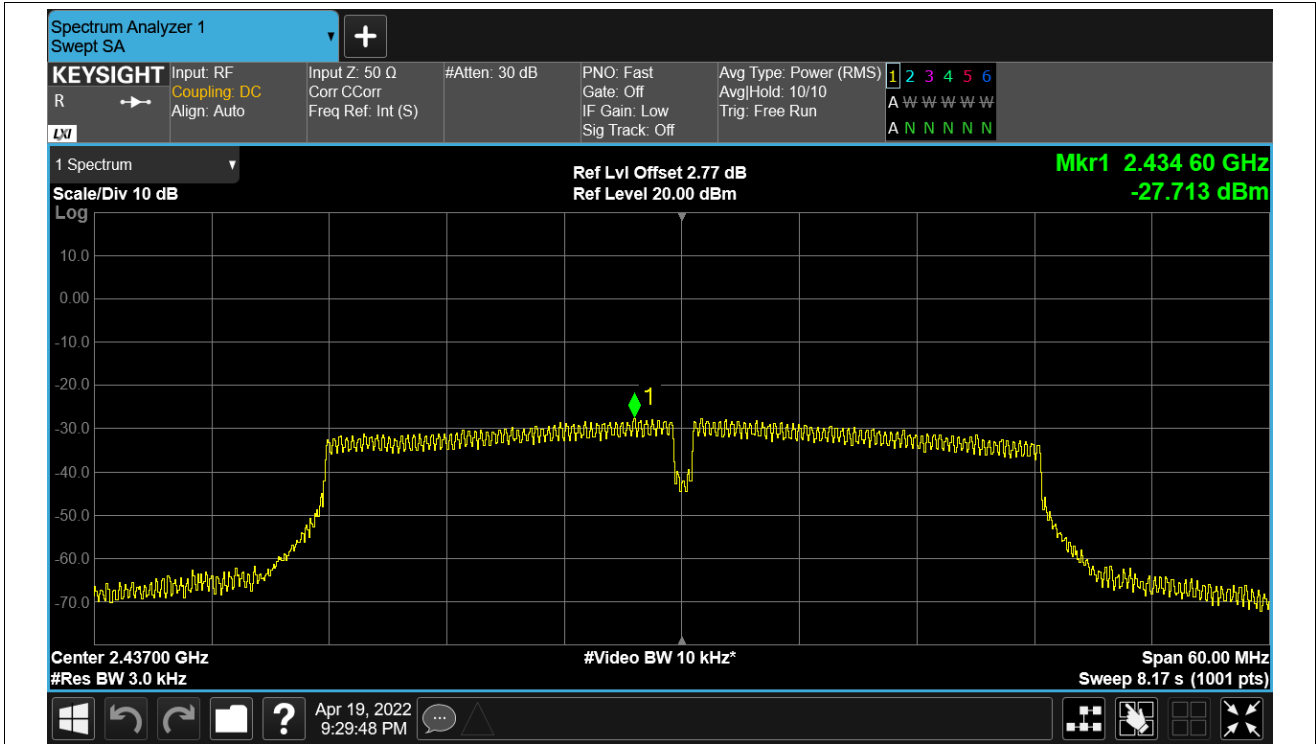 Spectrum Analyzer 1
Swept SA
+
KEYSIGHT
R
LXI
Input: RF
Coupling: DC
Align: Auto
Input Z: 50 Ω
Corr CCorr
Freq Ref: Int (S)
#Atten: 30 dB
PNO: Fast
Gate: Off
IF Gain: Low
Sig Track: Off
Avg Type: Power (RMS)
Avg|Hold: 10/10
Trig: Free Run
1 2 3 4 5 6
A W W W W W
A N N N N N
1 Spectrum
Scale/Div 10 dB
Log
Ref Lvl Offset 2.77 dB
Ref Level 20.00 dBm
Mkr1 2.434 60 GHz
-27.713 dBm
10.0
0.00
-10.0
-20.0
-30.0
-40.0
-50.0
-60.0
-70.0
1
Center 2.43700 GHz
#Res BW 3.0 kHz
#Video BW 10 kHz*
Span 60.00 MHz
Sweep 8.17 s (1001 pts)
?
Apr 19, 2022
9:29:48 PM